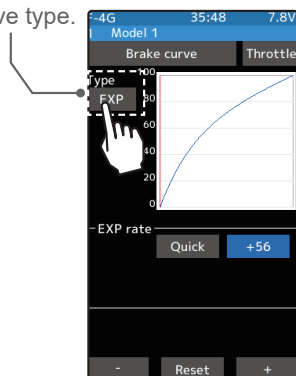 ve type.
-4G 35:48 7.8V
Model 1
Brake curve Throttle
Type
EXP
100
80
60
40
20
0
EXP rate
Quick +56
- Reset +